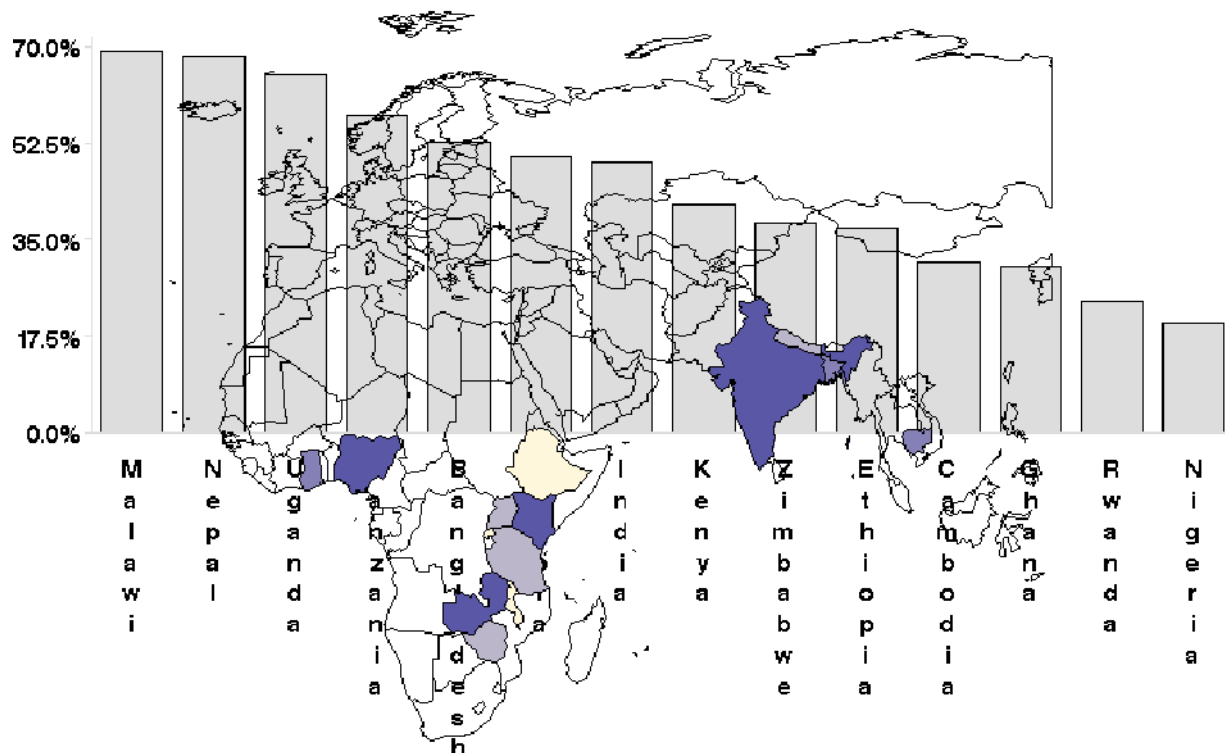 70.0%
62.5%
35.0%
17.5%
0.0%
Malawi
Nepal
Uganda
Tanzania
Bangladesh
India
Kenya
Zimbabwe
Ethiopia
Cambodia
Ghana
Rwanda
Nigeria